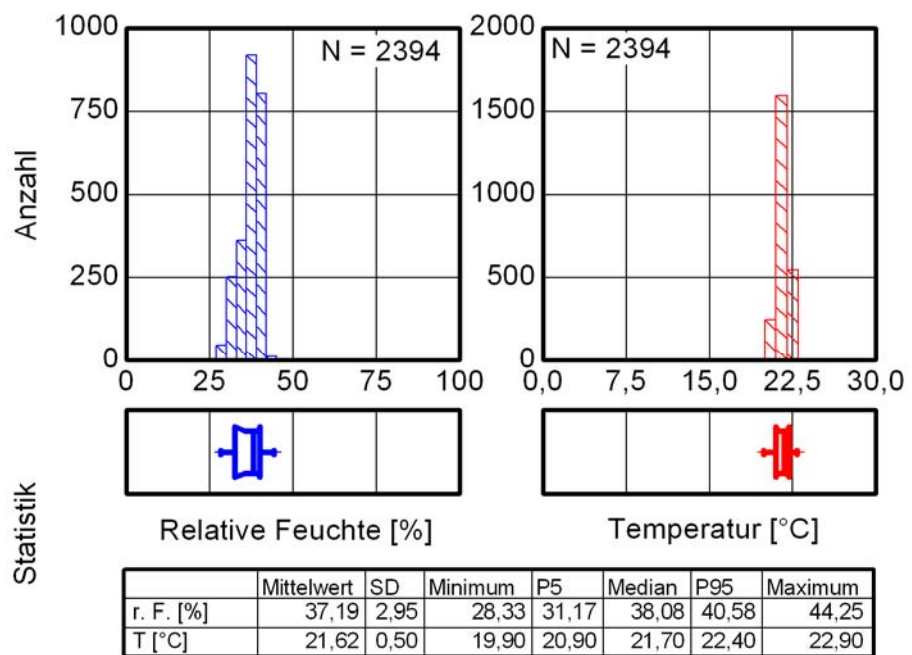 1000
750
500
250
0
Anzahl
N = 2394
0 25 50 75 100
2000
1500
1000
500
0
N = 2394
0,0 7,5 15,0 22,5 30,0
Statistik
Relative Feuchte [%]
Temperatur [°C]
Mittelwert SD Minimum P5 Median P95 Maximum
r. F. [%] 37,19 2,95 28,33 31,17 38,08 40,58 44,25
T [°C] 21,62 0,50 19,90 20,90 21,70 22,40 22,90